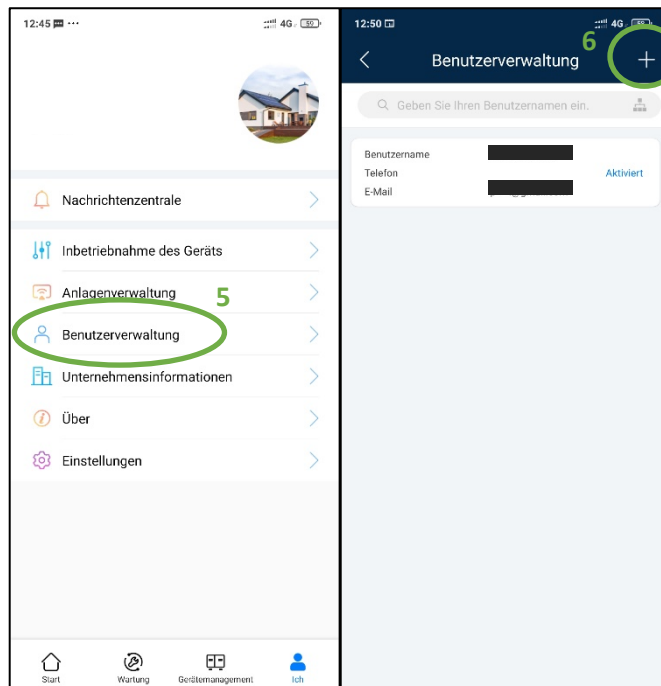 12:45
4G
59
Nachrichtenzentrale
Inbetriebnahme des Geräts
Anlagenverwaltung
5
Benutzerverwaltung
Unternehmensinformationen
Über
Einstellungen
Start
Wartung
Gerätemanagement
Ich
12:50
4G
6
Benutzerverwaltung
Geben Sie Ihren Benutzernamen ein.
Benutzername
Telefon
Aktiviert
E-Mail